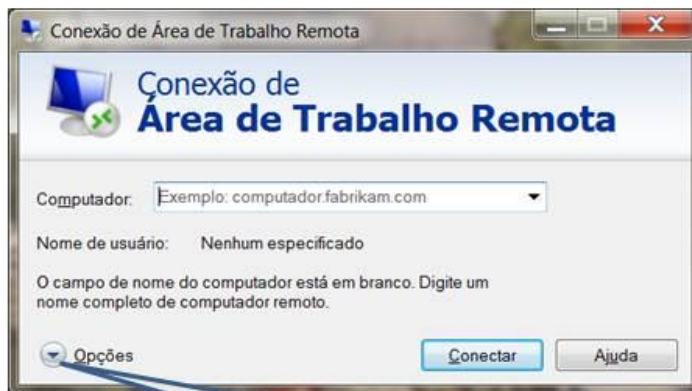 Conexão de Área de Trabalho Remota
Conexão de
Área de Trabalho Remota
Computador: Exemplo: computador.fabrikam.com
Nome de usuário: Nenhum especificado
O campo de nome do computador está em branco. Digite um
nome completo de computador remoto.
Opções Conectar Ajuda